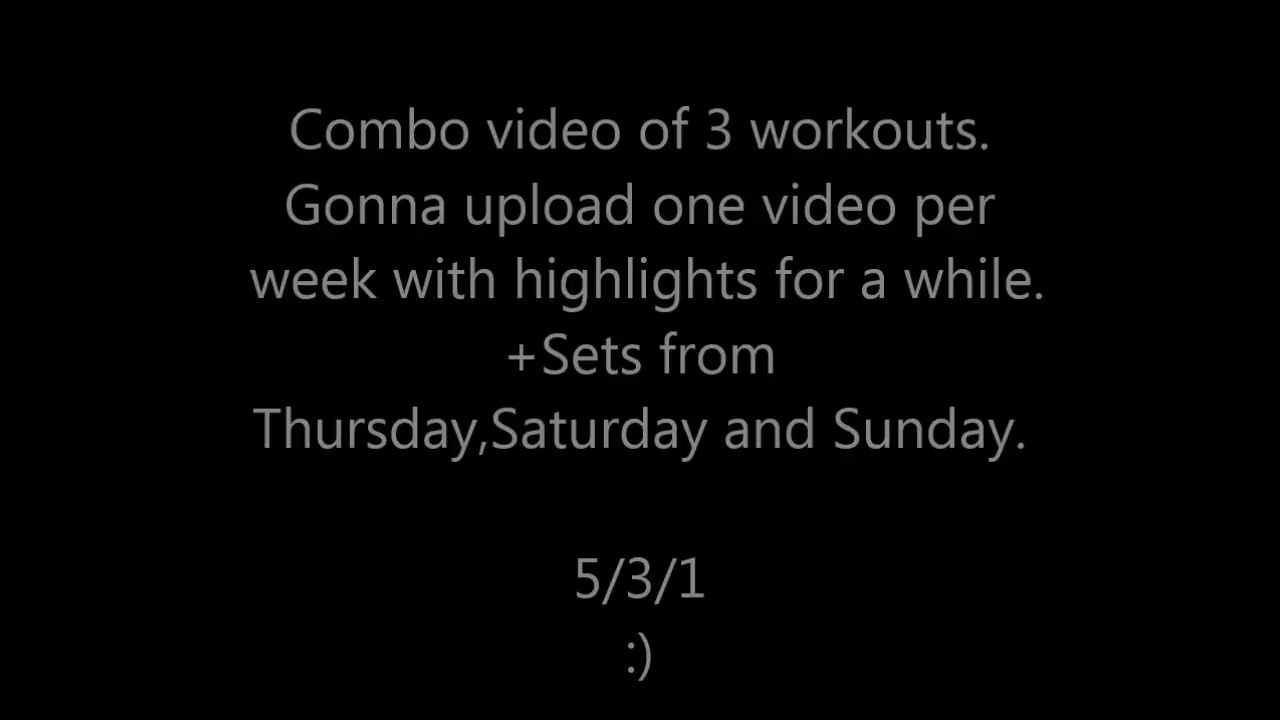 Combo video of 3 workouts.
Gonna upload one video per
week with highlights for a while.
+Sets from
Thursday,Saturday and Sunday.
5/3/1
:)